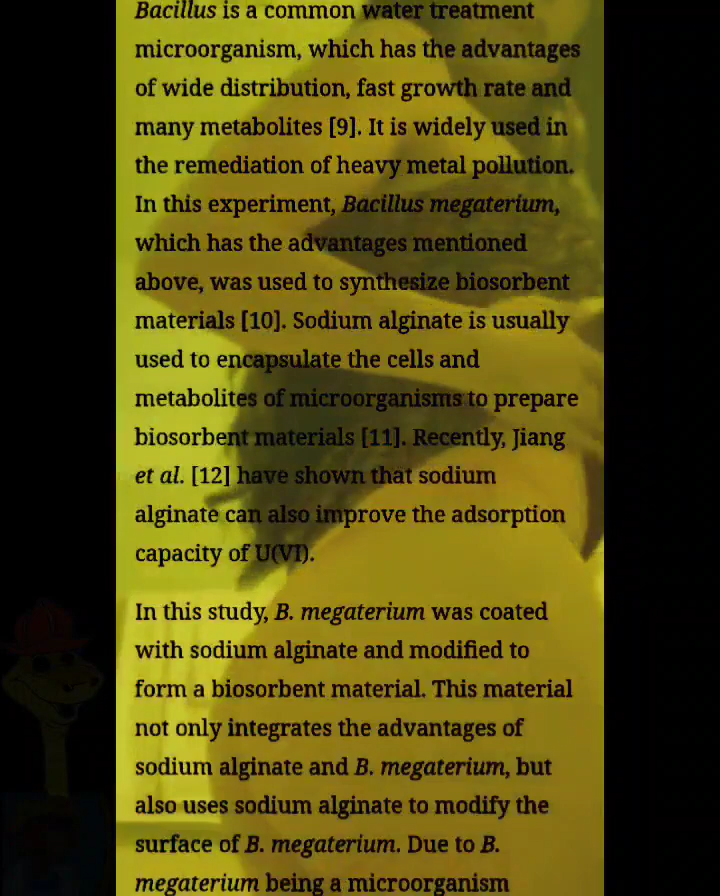 Bacillus is a common water treatment
microorganism, which has the advantages
of wide distribution, fast growth rate and
many metabolites [9]. It is widely used in
the remediation of heavy metal pollution.
In this experiment, Bacillus megaterium,
which has the advantages mentioned
above, was used to synthesize biosorbent
materials [10]. Sodium alginate is usually
used to encapsulate the cells and
metabolites of microorganisms to prepare
biosorbent materials [11]. Recently, Jiang
et al. [12] have shown that sodium
alginate can also improve the adsorption
capacity of U(VI).
In this study, B. megaterium was coated
with sodium alginate and modified to
form a biosorbent material. This material
not only integrates the advantages of
sodium alginate and B. megaterium, but
also uses sodium alginate to modify the
surface of B. megaterium. Due to B.
megaterium being a microorganism